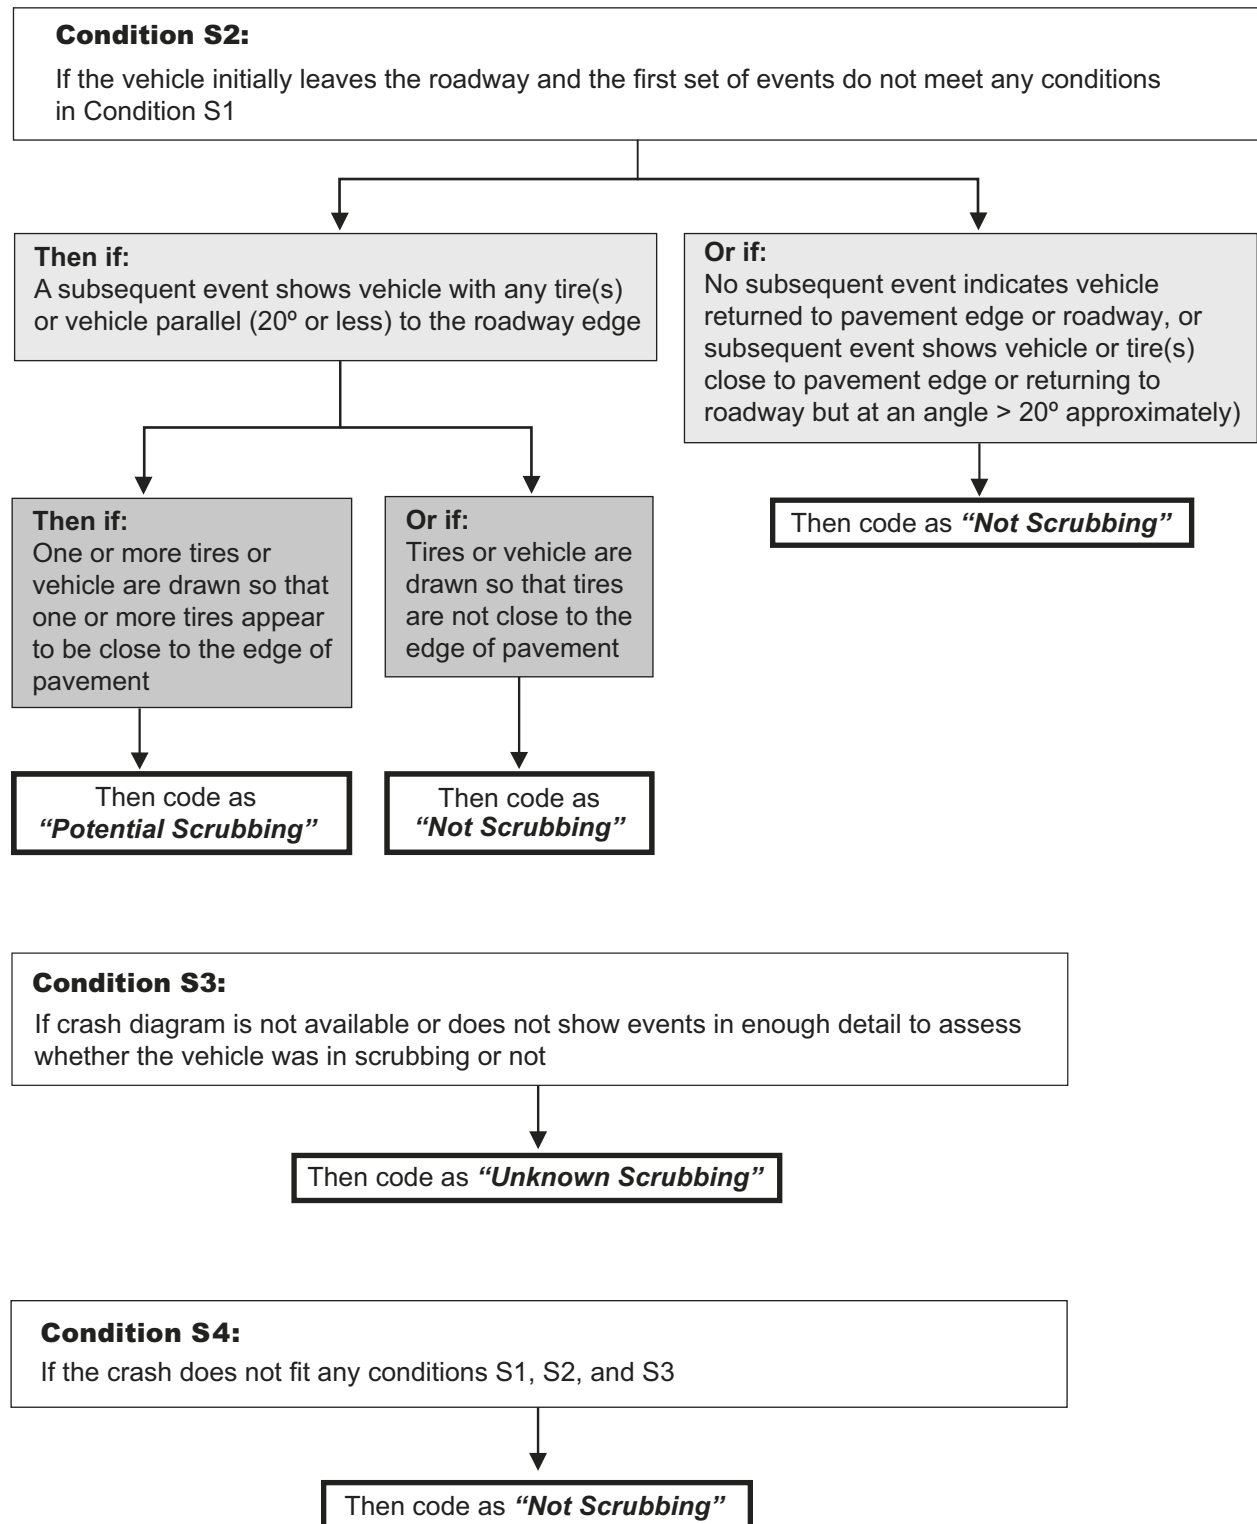 Condition S2:
If the vehicle initially leaves the roadway and the first set of events do not meet any conditions
in Condition S1
Then if:
A subsequent event shows vehicle with any tire(s)
or vehicle parallel (20º or less) to the roadway edge
Or if:
No subsequent event indicates vehicle
returned to pavement edge or roadway, or
subsequent event shows vehicle or tire(s)
close to pavement edge or returning to
roadway but at an angle > 20º approximately)
Then if:
One or more tires or
vehicle are drawn so that
one or more tires appear
to be close to the edge of
pavement
Or if:
Tires or vehicle are
drawn so that tires
are not close to the
edge of pavement
Then code as “Not Scrubbing”
Then code as
“Potential Scrubbing”
Then code as
“Not Scrubbing”
Condition S3:
If crash diagram is not available or does not show events in enough detail to assess
whether the vehicle was in scrubbing or not
Then code as “Unknown Scrubbing”
Condition S4:
If the crash does not fit any conditions S1, S2, and S3
Then code as “Not Scrubbing”